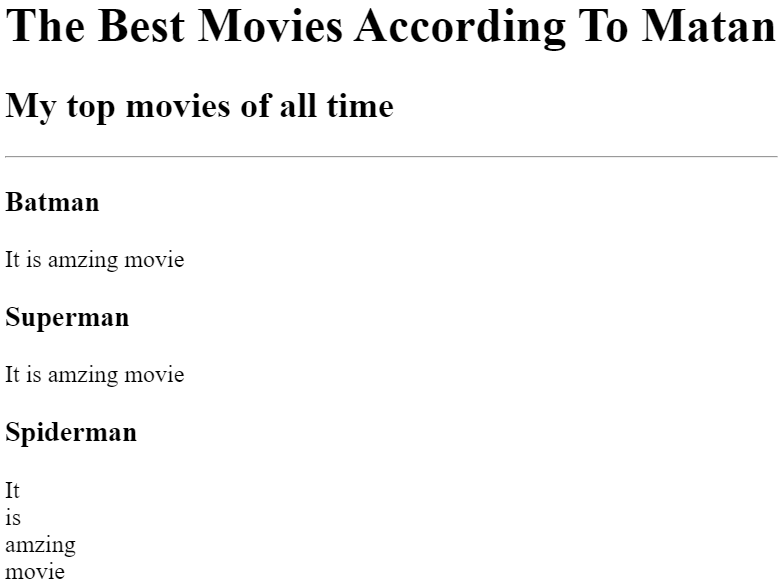 The Best Movies According To Matan
My top movies of all time
Batman
It is amzing movie
Superman
It is amzing movie
Spiderman
It
is
amzing
movie